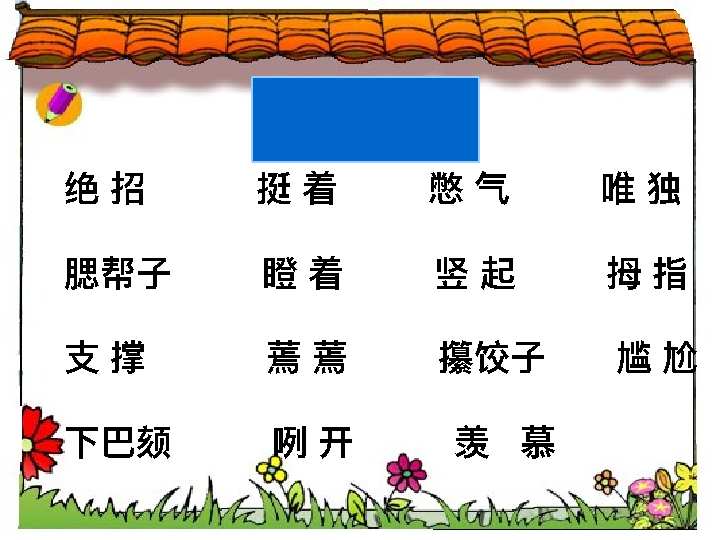 绝 招 挺 着 憋 气 唯 独
腮帮子 瞪 着 竖 起 拇 指
支 撑 蔫 蔫 攥饺子 尴 尬
下巴颏 咧 开 羡 慕